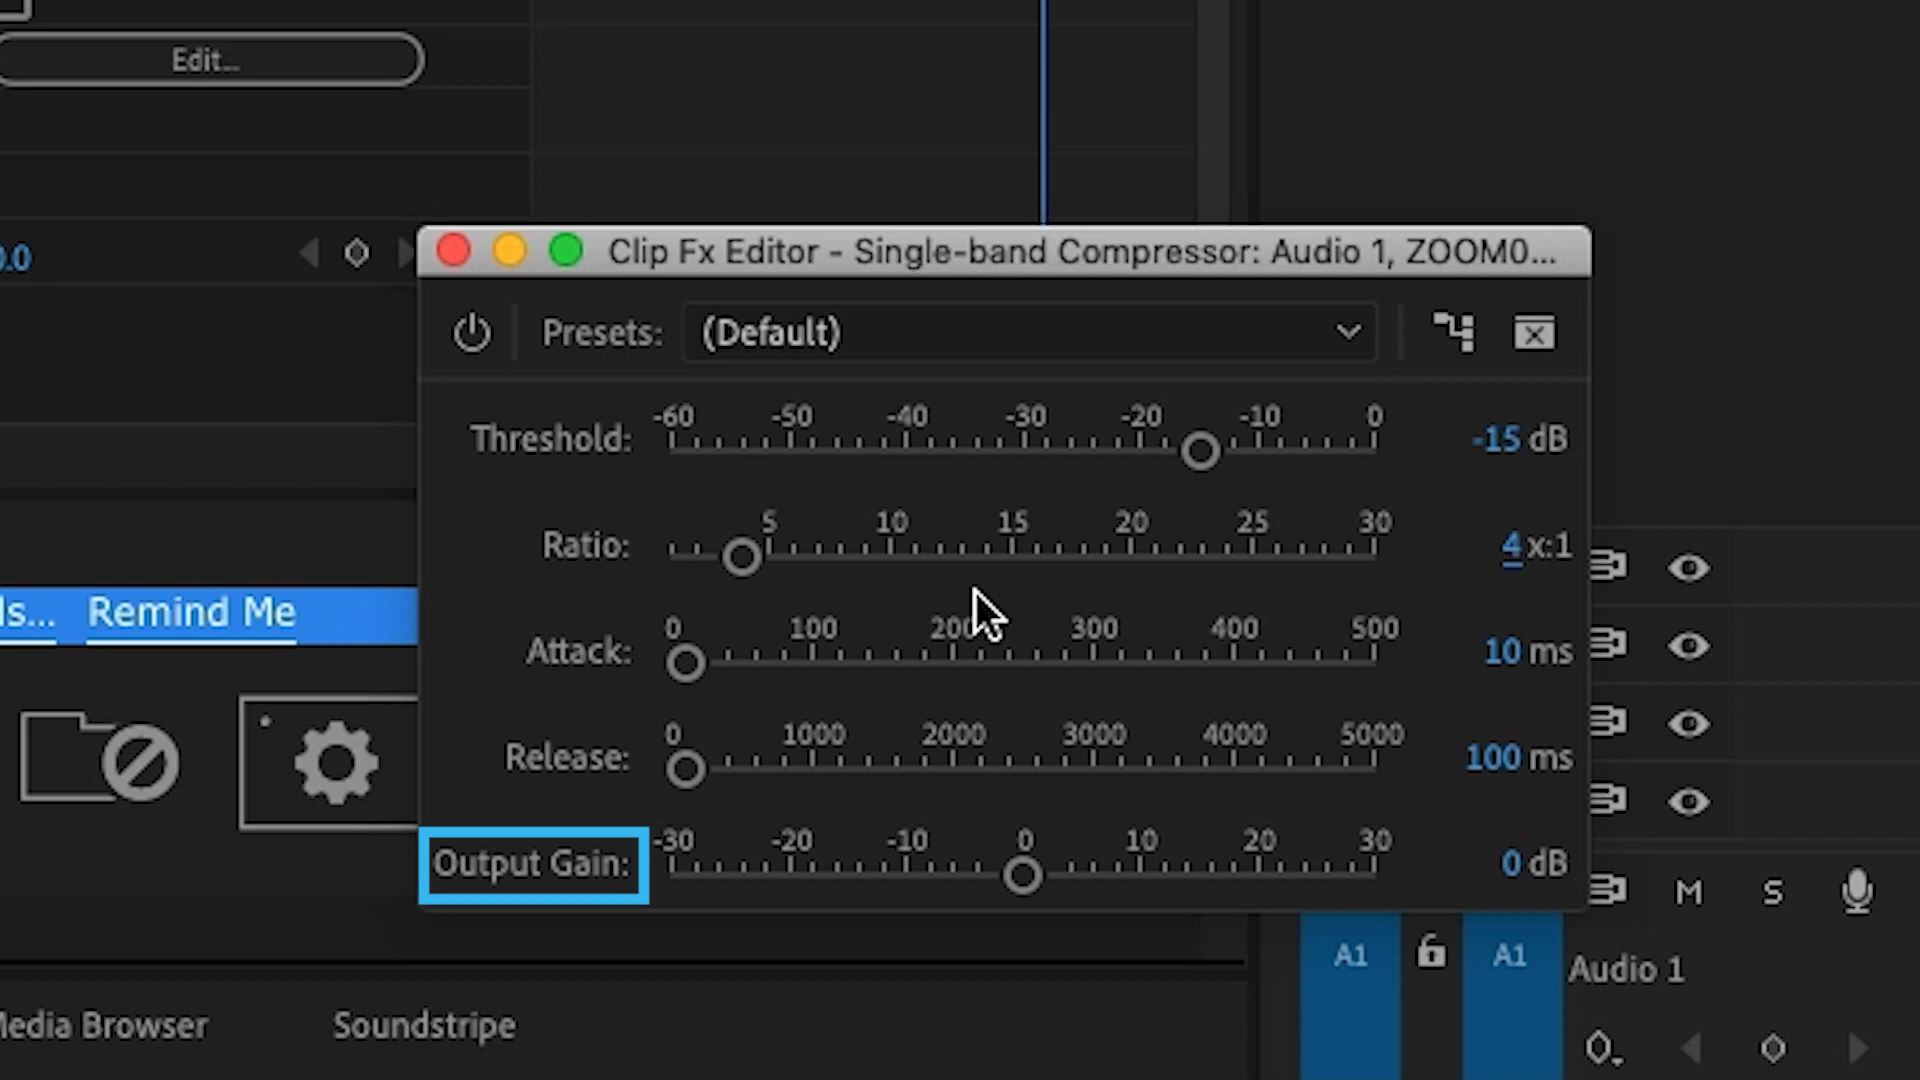 Edit...
0.0
Clip Fx Editor - Single-band Compressor: Audio 1, ZOOM0...
Presets: (Default)
-60 -50 -40 -30 -20 -10 0
Threshold: -15 dB
5 10 15 20 25 30
Ratio: 4 x:1
Remind Me
0 100 200 300 400 500
Attack: 10 ms
0 1000 2000 3000 4000 5000
Release: 100 ms
-30 -20 -10 0 10 20 30
Output Gain: 0 dB
M S
A1 A1 Audio 1
Media Browser Soundstripe